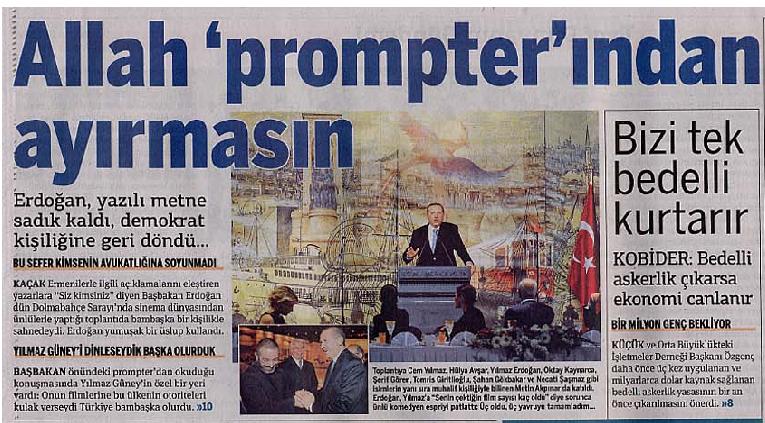 Allah 'prompter'ından
ayırmasın
Erdoğan, yazılı metne
sadık kaldı, demokrat
kişiliğine geri döndü...
BU SEFER KİMSENİN AVUKATLIĞINA SOYUNMADI
KAÇAK Ermenilerle ilgili açıklamalarını eleştiren
yazarlara "Siz kimsiniz" diyen Başbakan Erdoğan
dün Dolmabahçe Sarayı'nda sinema dünyasından
ünlülerle yaptığı toplantıda bambaşka bir kişilikle
sahnedeydi. Erdoğan yumuşak bir üslup kullandı.
YILMAZ GÜNEY'İ DİNLESEYDİK BAŞKA OLURDUK
BAŞBAKAN önündeki prompter'dan okuduğu
konuşmasında Yılmaz Güney'in özel bir yeri
vardı: Onun filmlerine bu ülkenin otoriteleri
kulak verseydi Türkiye bambaşka olurdu. »10
Toplantıya Cem Yılmaz, Hülya Avşar, Yılmaz Erdoğan, Oktay Kaynarca,
Şerif Gören, Tomris Giritlioğlu, Şahan Gökbakar ve Necati Şaşmaz gibi
isimlerin yanı sıra muhalif kişiliğiyle bilinen Metin Akpınar da katıldı.
Erdoğan, Yılmaz'a "Senin çektiğin film sayısı kaç oldu" diye sorunca
ünlü komedyen espriyi patlattı: Üç oldu, üç yavraye tamamladım...
Bizi tek
bedelli
kurtarır
KOBİDER: Bedelli
askerlik çıkarsa
ekonomi canlanır
BİR MİLYON GENÇ BEKLİYOR
KÜÇÜK ve Orta Büyüklükteki
İşletmeler Derneği Başkanı Özgenç
daha önce üç kez uygulanan ve
milyarlarca dolar kaynak sağlanan
bedelli askerlik yasasının bir an
önce çıkarılmasını önerdi. »8